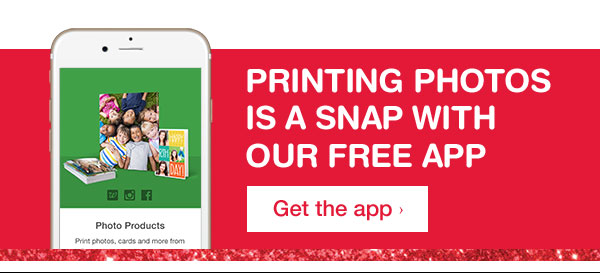 PRINTING PHOTOS
IS A SNAP WITH
OUR FREE APP
Get the app ›
DAY!
Photo Products
Print photos, cards and more from